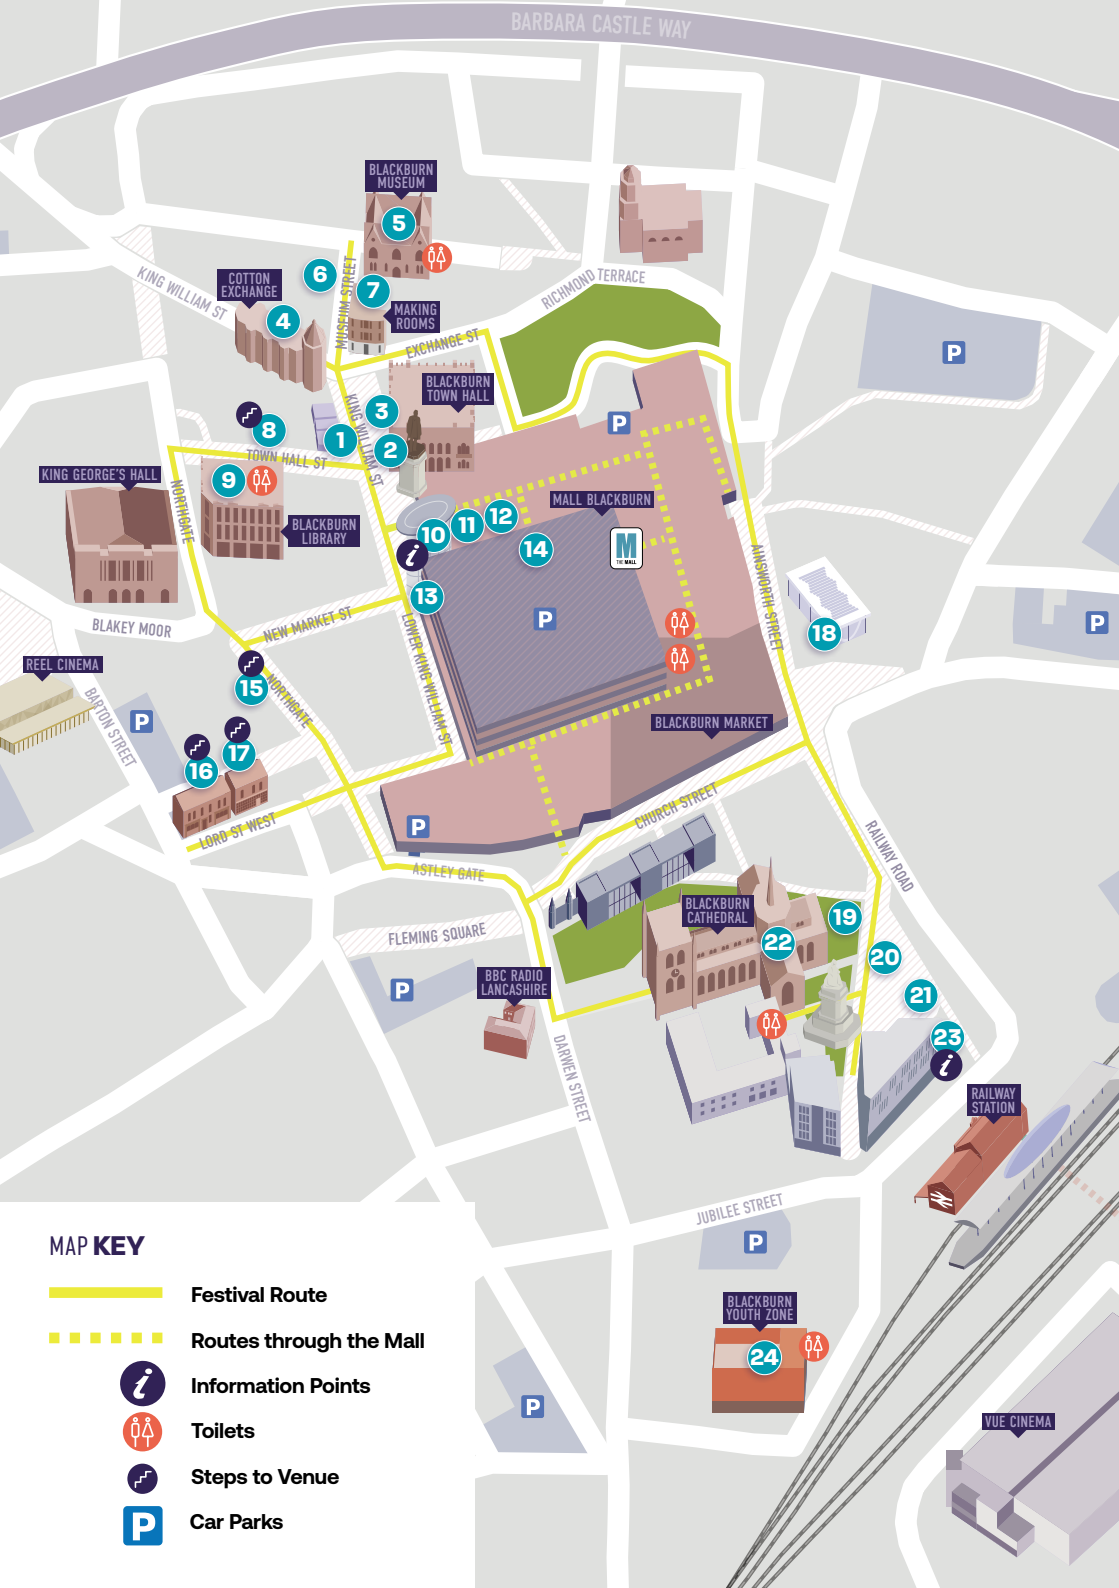 BARBARA CASTLE WAY
BLACKBURN
MUSEUM
5
KING WILLIAM ST
COTTON
EXCHANGE
6
7
MUSEUM STREET
RICHMOND TERRACE
4
MAKING
ROOMS
EXCHANGE ST
P
BLACKBURN
TOWN HALL
3
KING WILLIAM ST
8
1
2
P
TOWN HALL ST
KING GEORGE'S HALL
9
NORTHGATE
BLACKBURN
LIBRARY
MALL BLACKBURN
10
11
12
i
14
M
THE MALL
AINSWORTH STREET
13
P
18
P
BLAKEY MOOR
NEW MARKET ST
LOWER KING WILLIAM ST
REEL CINEMA
15
NORTHGATE
BARTON STREET
P
BLACKBURN MARKET
17
16
LORD ST WEST
P
CHURCH STREET
RAILWAY ROAD
ASTLEY GATE
BLACKBURN
CATHEDRAL
19
22
20
FLEMING SQUARE
BBC RADIO
LANCASHIRE
P
21
23
i
DARWEN STREET
RAILWAY
STATION
JUBILEE STREET
P
BLACKBURN
YOUTH ZONE
24
P
VUE CINEMA
MAP KEY
Festival Route
Routes through the Mall
i
Information Points
Toilets
Steps to Venue
P
Car Parks